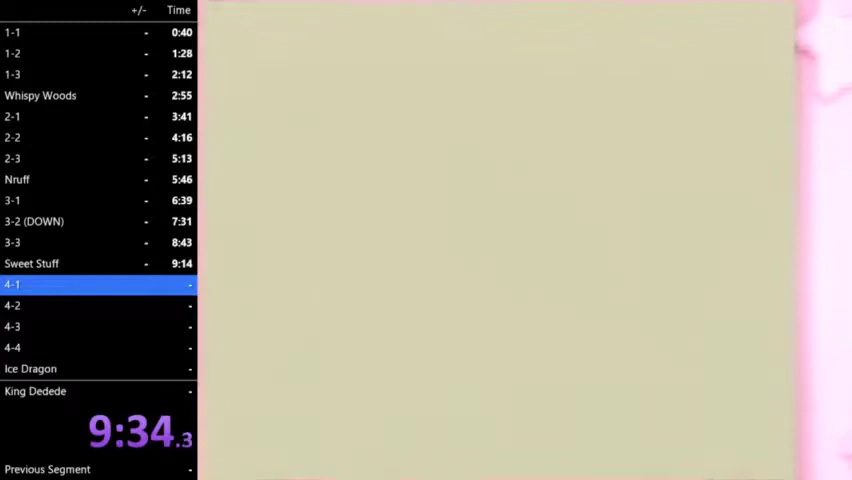 +/- Time
1-1 - 0:40
1-2 - 1:28
1-3 - 2:12
Whispy Woods - 2:55
2-1 - 3:41
2-2 - 4:16
2-3 - 5:13
Nruff - 5:46
3-1 - 6:39
3-2 (DOWN) - 7:31
3-3 - 8:43
Sweet Stuff - 9:14
4-1 -
4-2 -
4-3 -
4-4 -
Ice Dragon -
King Dedede -
9:34.3
Previous Segment -